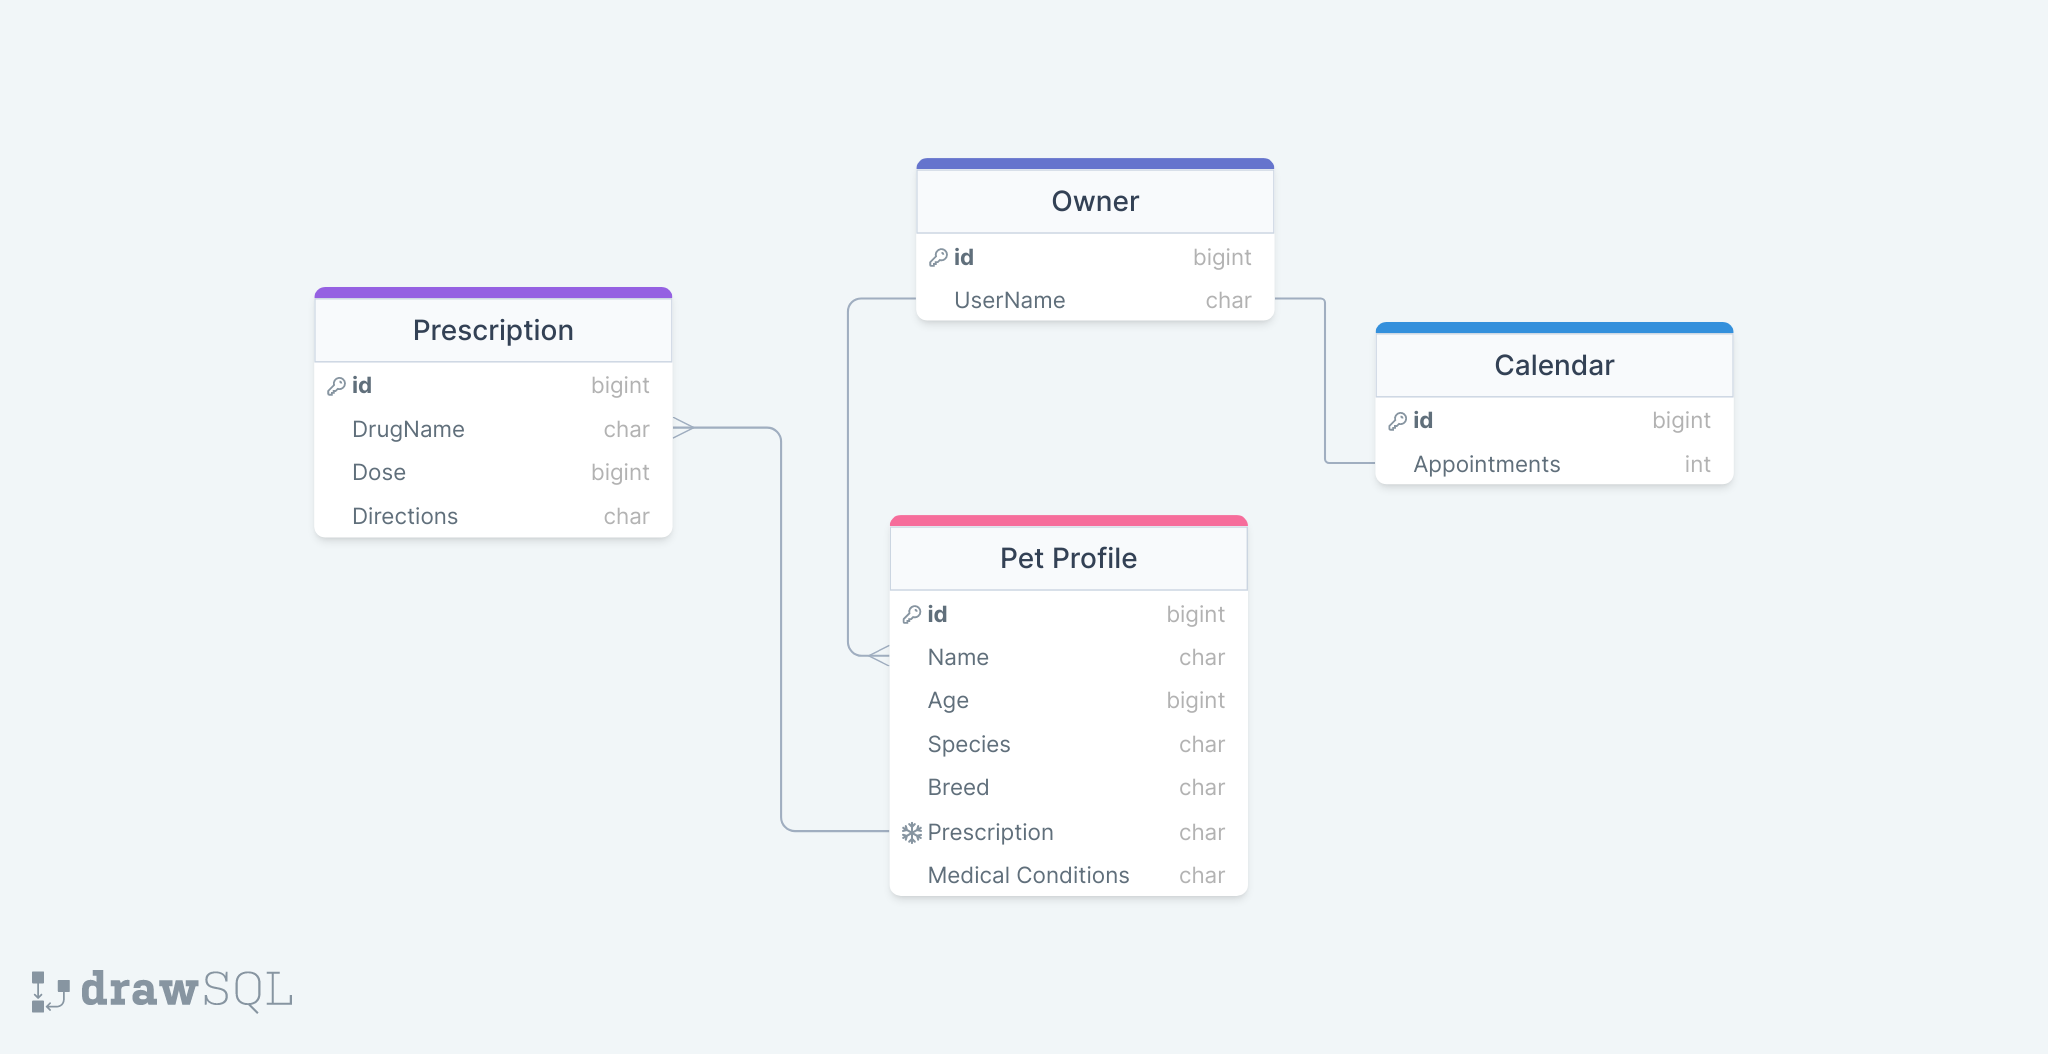 Owner
id bigint
UserName char
Prescription
id bigint
DrugName char
Dose bigint
Directions char
Calendar
id bigint
Appointments int
Pet Profile
id bigint
Name char
Age bigint
Species char
Breed char
Prescription char
Medical Conditions char
drawSQL